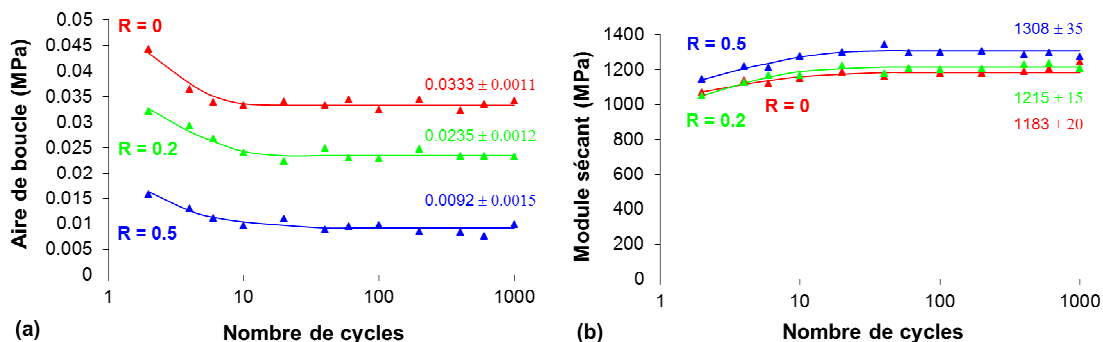 Aire de boucle (MPa)
0.05
0.045
0.04
0.035
0.03
0.025
0.02
0.015
0.01
0.005
0
R = 0
0.0333 ± 0.0011
R = 0.2
0.0235 ± 0.0012
R = 0.5
0.0092 ± 0.0015
1
10
100
1000
(a)
Nombre de cycles
Module sécant (MPa)
1400
1200
1000
800
600
400
200
0
R = 0.5
1308 ± 35
R = 0
R = 0.2
1215 ± 15
1183 ± 20
1
10
100
1000
(b)
Nombre de cycles